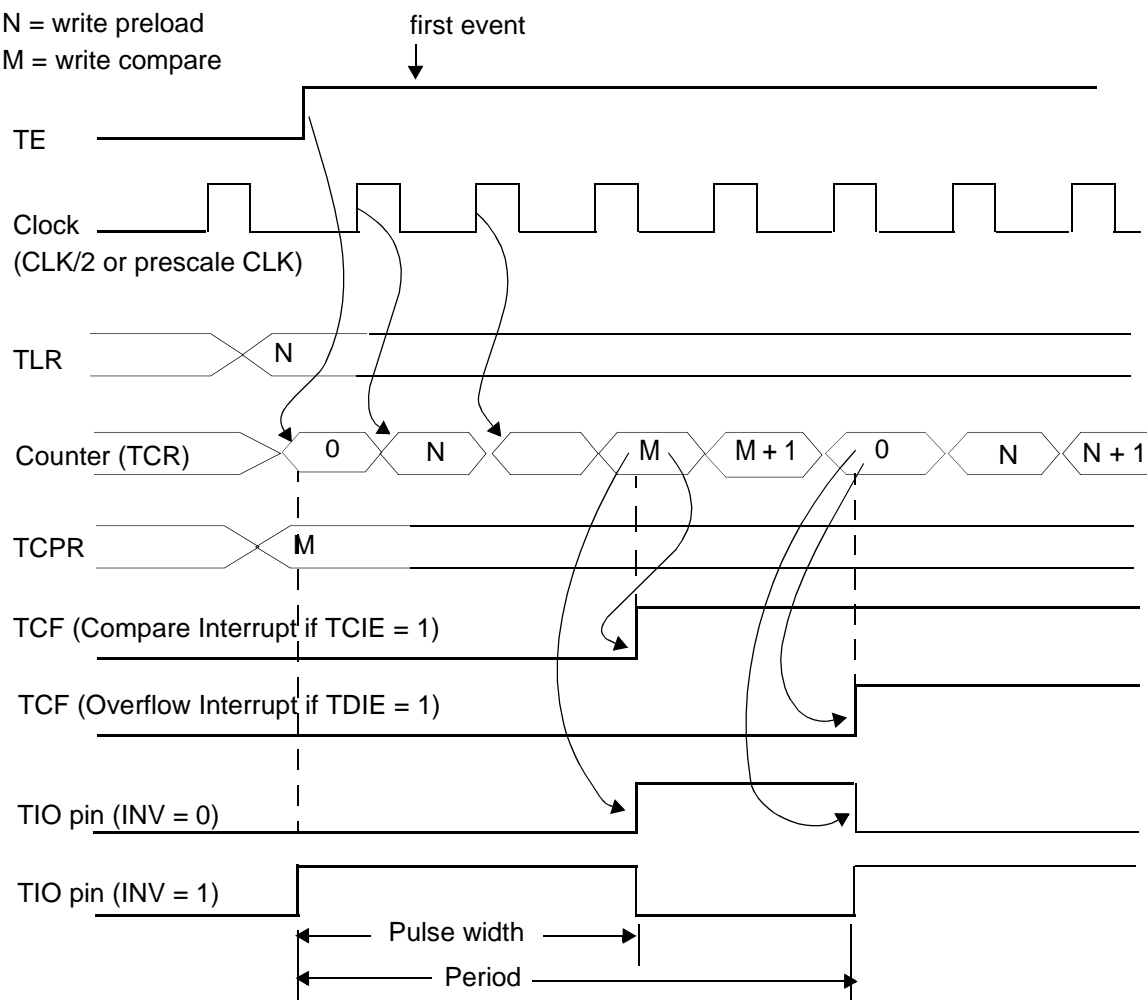 N = write preload
first event
M = write compare
TE
Clock
(CLK/2 or prescale CLK)
TLR
N
Counter (TCR)
0
N
M
M + 1
0
N
N + 1
TCPR
M
TCF (Compare Interrupt if TCIE = 1)
TCF (Overflow Interrupt if TDIE = 1)
TIO pin (INV = 0)
TIO pin (INV = 1)
Pulse width
Period